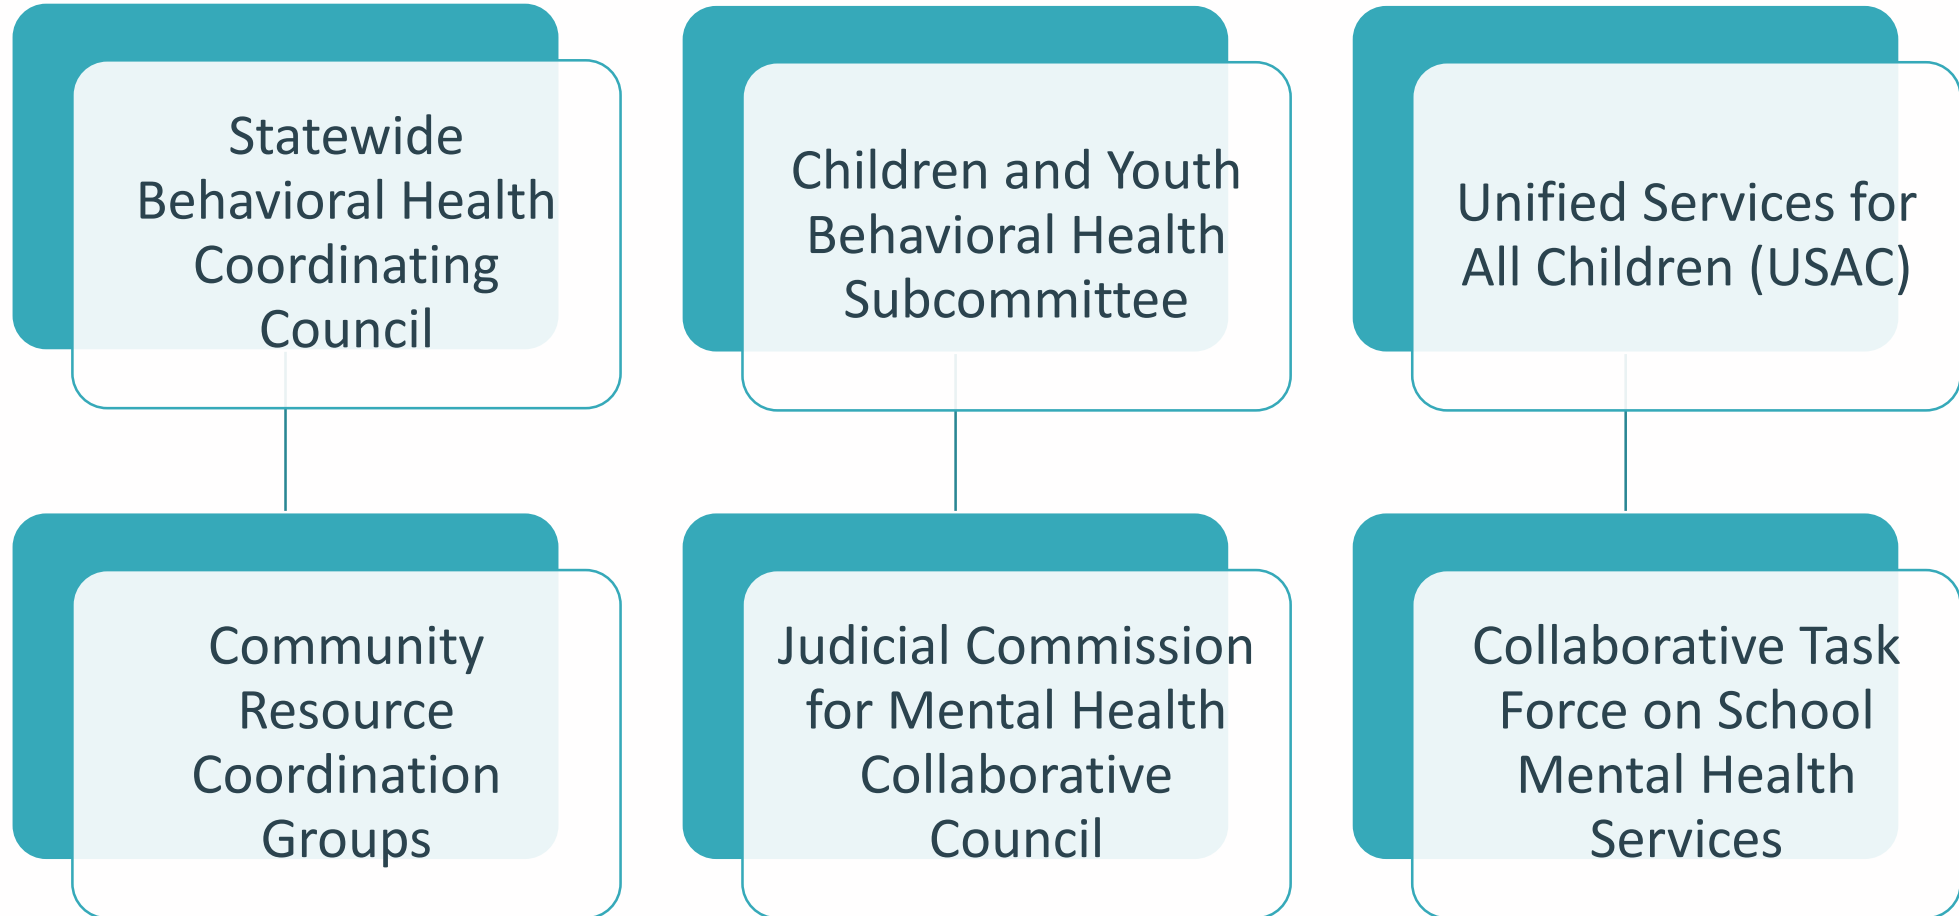 Statewide
Behavioral Health
Coordinating
Council
Children and Youth
Behavioral Health
Subcommittee
Unified Services for
All Children (USAC)
Community
Resource
Coordination
Groups
Judicial Commission
for Mental Health
Collaborative
Council
Collaborative Task
Force on School
Mental Health
Services